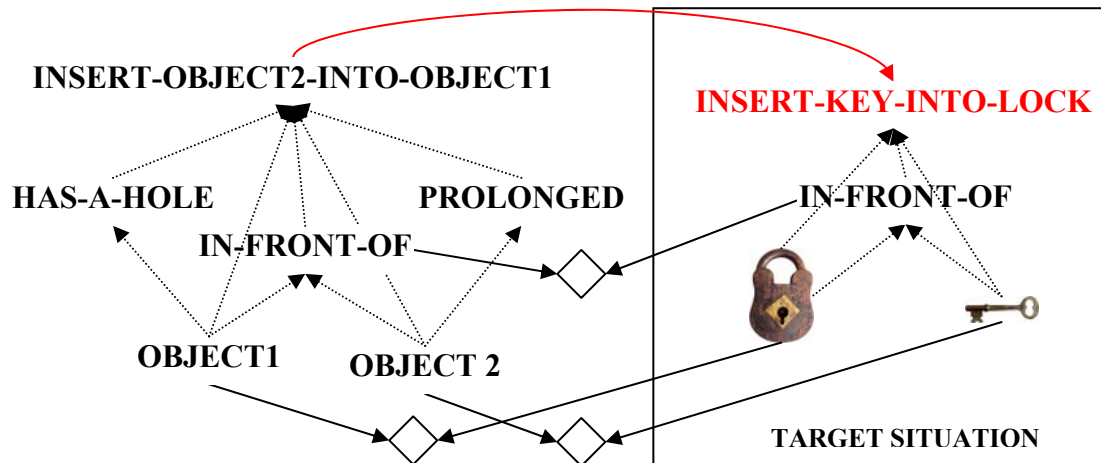 INSERT-OBJECT2-INTO-OBJECT1
INSERT-KEY-INTO-LOCK
HAS-A-HOLE
PROLONGED
IN-FRONT-OF
IN-FRONT-OF
OBJECT1
OBJECT 2
TARGET SITUATION